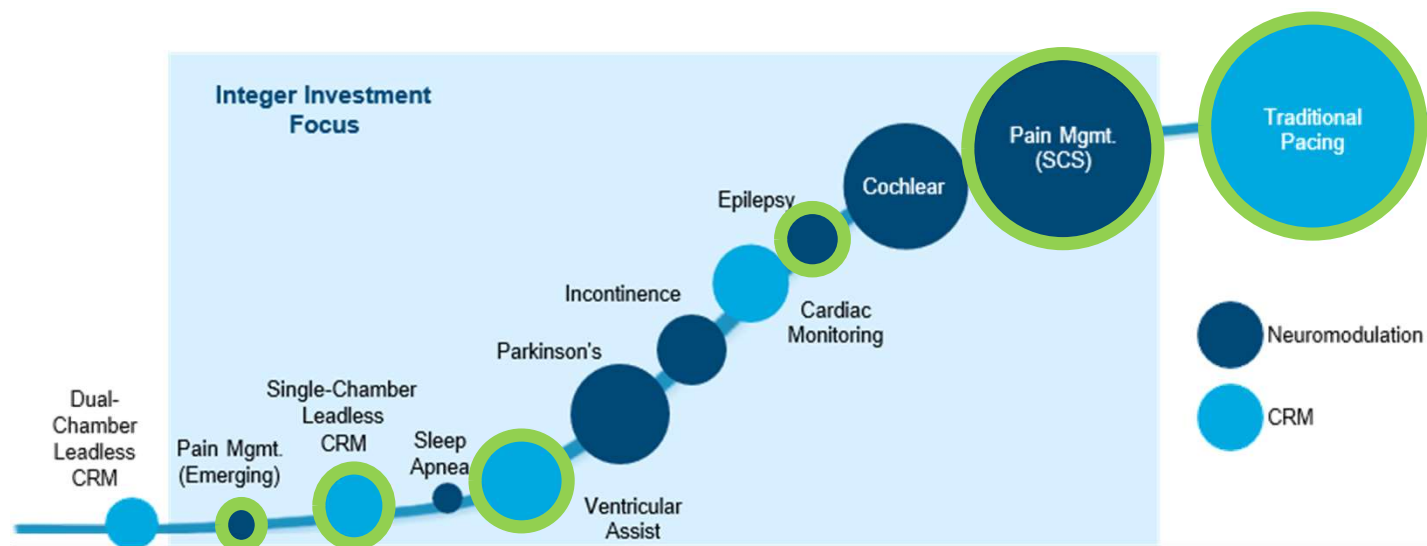 Integer Investment
Focus
Traditional
Pacing
Pain Mgmt.
(SCS)
Cochlear
Epilepsy
Incontinence
Cardiac
Monitoring
Parkinson's
Neuromodulation
Single-Chamber
Leadless
CRM
Dual-
Chamber
Leadless
CRM
CRM
Sleep
Apnea
Pain Mgmt.
(Emerging)
Ventricular
Assist